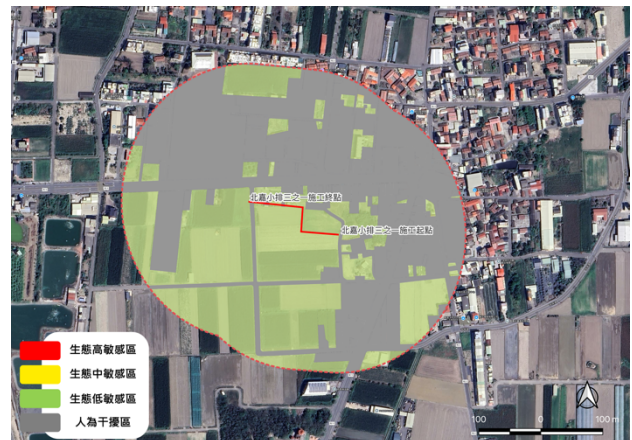 北嘉小排三之一施工終點
北嘉小排三之一施工起點
生態高敏感區
生態中敏感區
生態低敏感區
人為干擾區
100 0 100 m